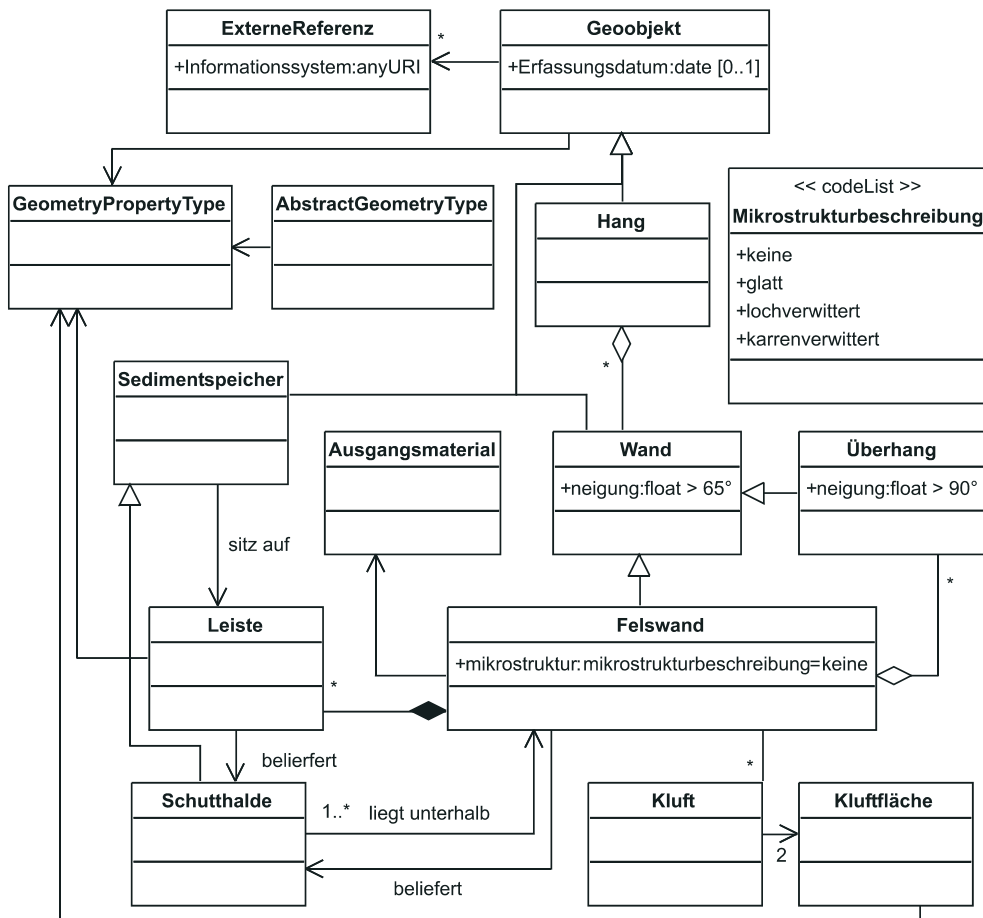 ExterneReferenz
+Informationssystem:anyURI
*
Geoobjekt
+Erfassungsdatum:date [0..1]
GeometryPropertyType
AbstractGeometryType
Hang
*
<< codeList >>
Mikrostrukturbeschreibung
+keine
+glatt
+lochverwittert
+karrenverwittert
Sedimentspeicher
sitz auf
Ausgangsmaterial
Wand
+neigung:float > 65°
Überhang
+neigung:float > 90°
*
Leiste
*
Felswand
+mikrostruktur:mikrostrukturbeschreibung=keine
belierfert
*
Schutthalde
1..* liegt unterhalb
beliefert
Kluft
2
Kluftfläche